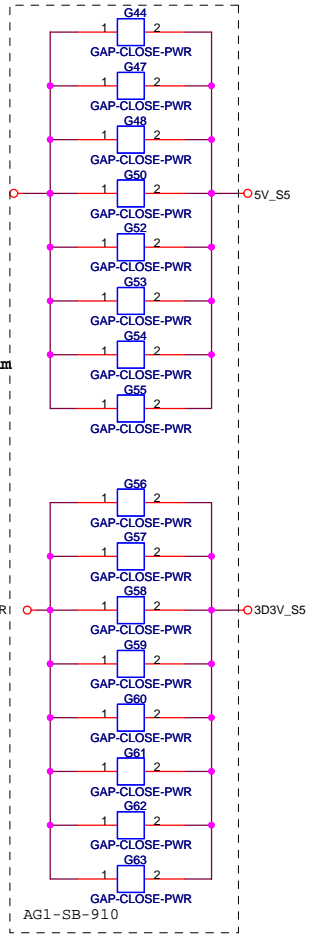 G44
1 2
GAP-CLOSE-PWR
G47
1 2
GAP-CLOSE-PWR
G48
1 2
GAP-CLOSE-PWR
G50
1 2
5V_S5
GAP-CLOSE-PWR
G52
1 2
GAP-CLOSE-PWR
G53
1 2
GAP-CLOSE-PWR
G54
1 2
m
GAP-CLOSE-PWR
G55
1 2
GAP-CLOSE-PWR
G56
1 2
GAP-CLOSE-PWR
G57
1 2
GAP-CLOSE-PWR
G58
1 2
R
3D3V_S5
GAP-CLOSE-PWR
G59
1 2
GAP-CLOSE-PWR
G60
1 2
GAP-CLOSE-PWR
G61
1 2
GAP-CLOSE-PWR
G62
1 2
GAP-CLOSE-PWR
G63
1 2
GAP-CLOSE-PWR
AG1-SB-910